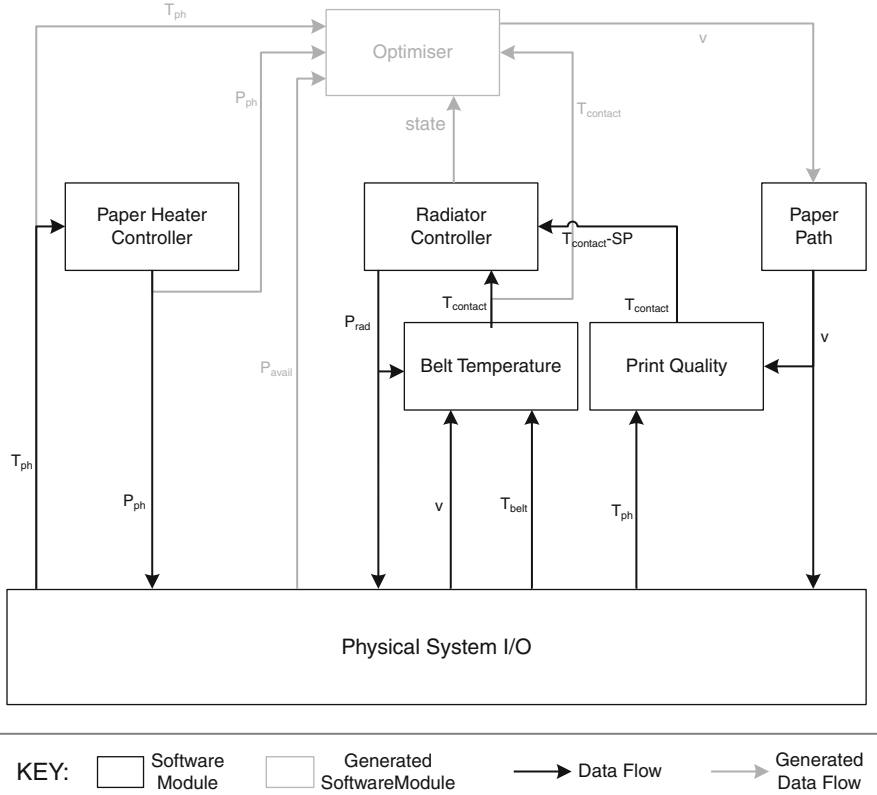 T_ph
Optimiser
v
P_ph
T_contact
state
Paper Heater
Controller
Radiator
Controller
Paper
Path
T_contact-SP
T_contact
T_contact
P_rad
v
P_avail
Belt Temperature
Print Quality
T_ph
P_ph
v
T_belt
T_ph
Physical System I/O
KEY:
Software
Module
Generated
SoftwareModule
Data Flow
Generated
Data Flow